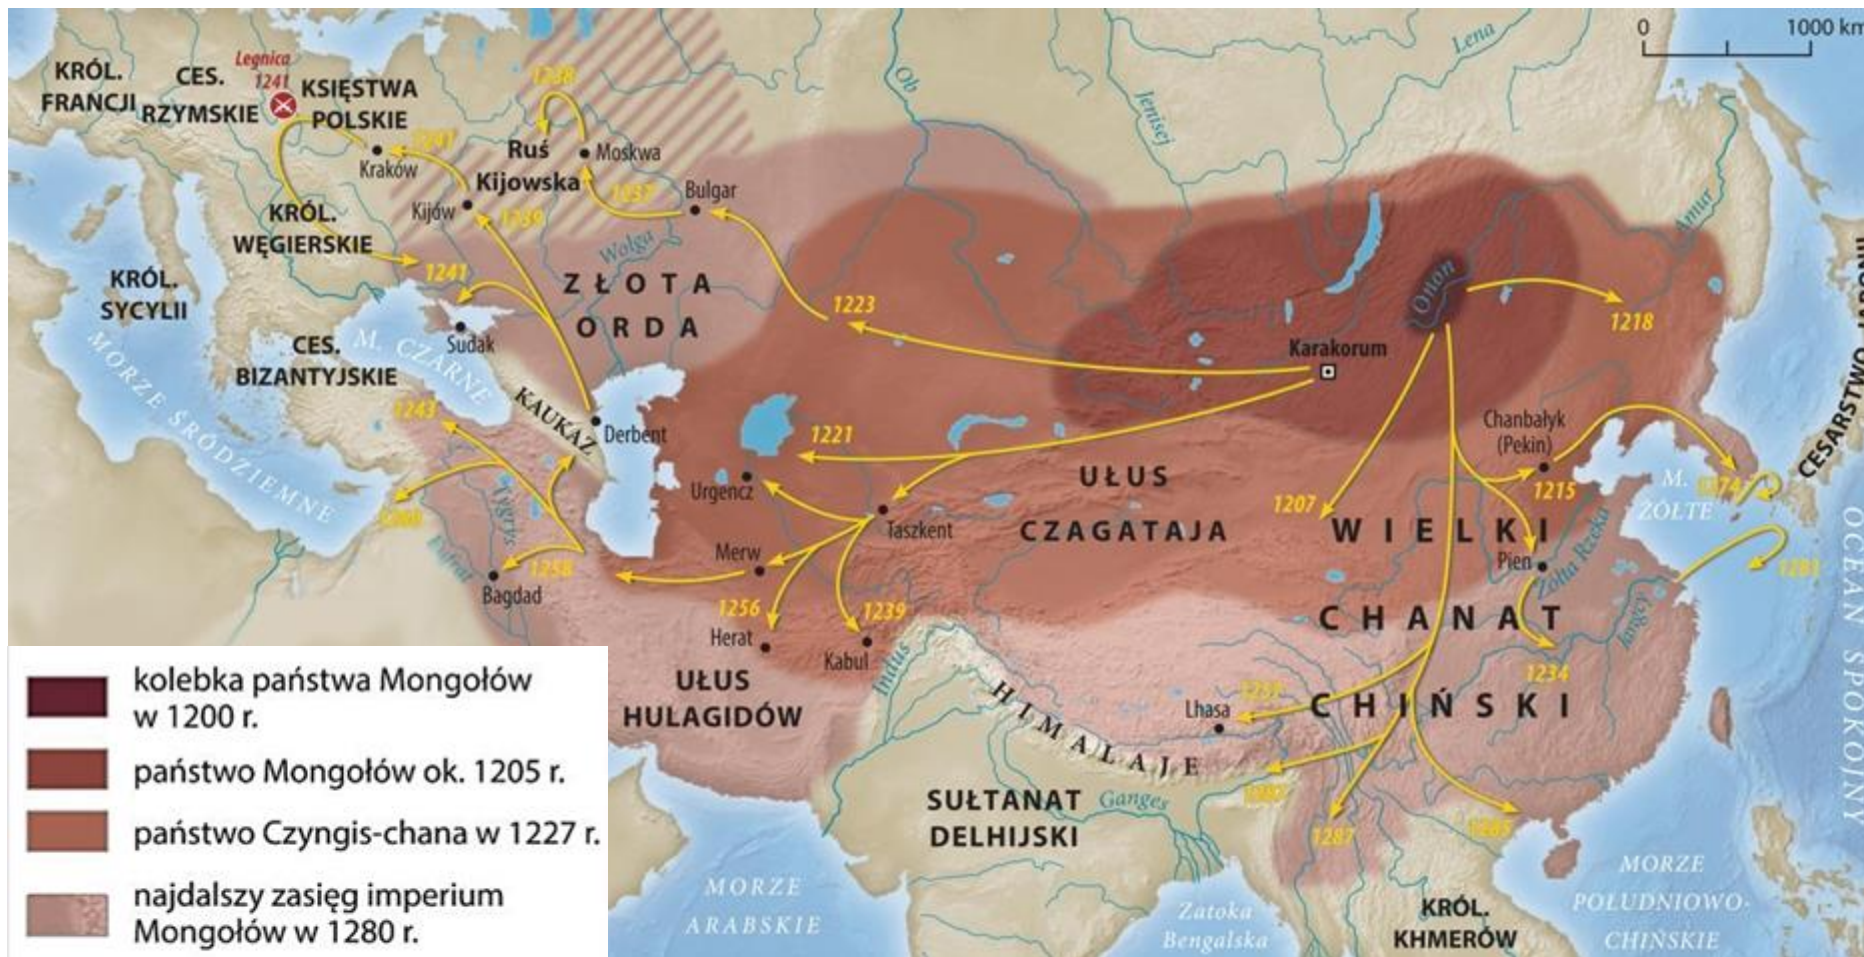 0 1000 km
KRÓL.
FRANCJI
CES.
RZYMSKIE
Legnica
1241
KSIĘSTWA
POLSKIE
1238
Ob
Jenisej
Lena
Amur
1241
Kraków
Ruś
Kijowska
Moskwa
1237
Bulgar
Kijów
1239
KRÓL.
WĘGIERSKIE
1241
Wołga
ZŁOTA
ORDA
1223
Onon
1218
KRÓL.
SYCYLII
CES.
BIZANTYJSKIE
M. CZARNE
Sudak
MORZE ŚRÓDZIEMNE
KAUKAZ
Derbent
Karakorum
CESARSTWO JAPONII
1243
1221
Urgencz
Taszkent
UŁUS
CZAGATAJA
1207
Chanbałyk
(Pekin)
1215
M.
ŻÓŁTE
1274
WIELKI
CHANAT
CHIŃSKI
Pien
Żółta Rzeka
Jangcy
1281
1234
Tygrys
Eufrat
1258
Bagdad
Merw
1256
Herat
1239
Kabul
Indus
UŁUS
HULAGIDÓW
HIMALAJE
Lhasa
1287
SUŁTANAT
DELHIJSKI
Ganges
MORZE
ARABSKIE
Zatoka
Bengalska
KRÓL.
KHMERÓW
MORZE
POŁUDNIOWO-
CHIŃSKIE
OCEAN SPOKOJNY
kolebka państwa Mongołów
w 1200 r.
państwo Mongołów ok. 1205 r.
państwo Czyngis-chana w 1227 r.
najdalszy zasięg imperium
Mongołów w 1280 r.